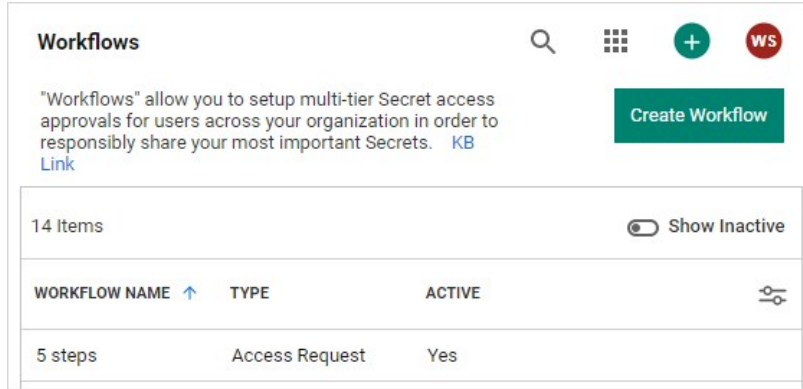 Workflows
+
WS
"Workflows" allow you to setup multi-tier Secret access
approvals for users across your organization in order to
responsibly share your most important Secrets. KB
Link
Create Workflow
14 Items
Show Inactive
WORKFLOW NAME ↑ TYPE ACTIVE
5 steps Access Request Yes